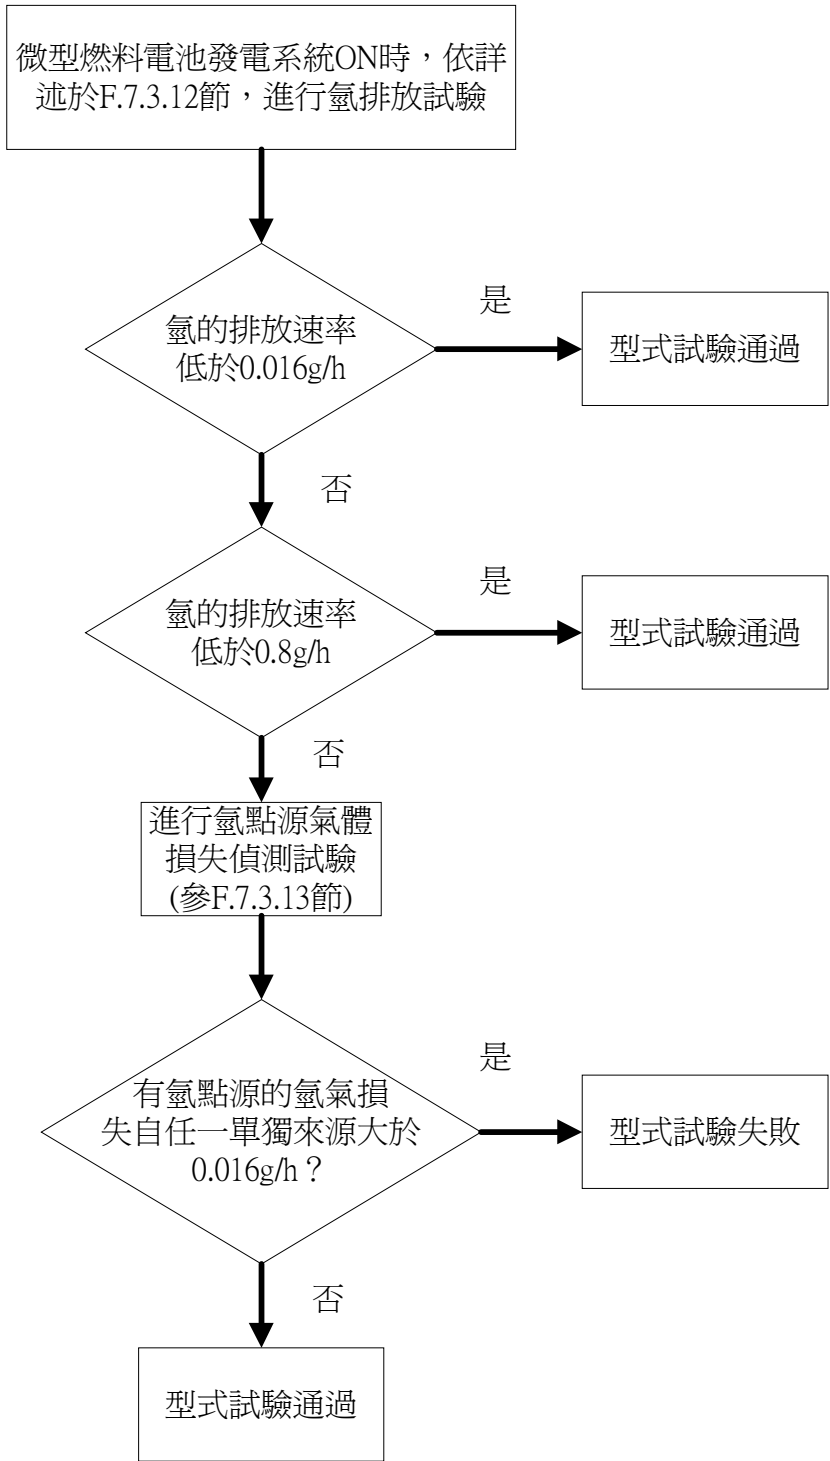 微型燃料電池發電系統ON時，依詳
述於F.7.3.12節，進行氫排放試驗
氫的排放速率
低於0.016g/h
是
型式試驗通過
否
氫的排放速率
低於0.8g/h
是
型式試驗通過
否
進行氫點源氣體
損失偵測試驗
(參F.7.3.13節)
有氫點源的氫氣損
失自任一單獨來源大於
0.016g/h？
是
型式試驗失敗
否
型式試驗通過